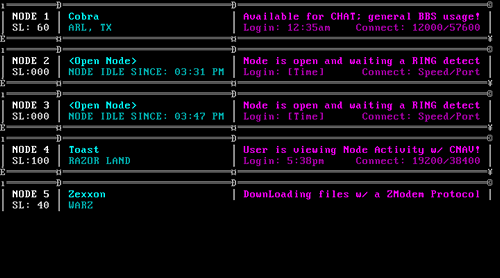 NODE 1 Cobra Available for CHAT; general BBS usage!
SL: 60 ARL, TX Login: 12:35am Connect: 12000/57600
NODE 2 <Open Node> Node is open and waiting a RING detect
SL:000 NODE IDLE SINCE: 03:31 PM Login: [Time] Connect: Speed/Port
NODE 3 <Open Node> Node is open and waiting a RING detect
SL:000 NODE IDLE SINCE: 03:47 PM Login: [Time] Connect: Speed/Port
NODE 4 Toast User is viewing Node Activity w/ CNAV!
SL:100 RAZOR LAND Login: 5:38pm Connect: 19200/38400
NODE 5 Zexxon DownLoading files w/ a ZModem Protocol
SL: 40 WARZ